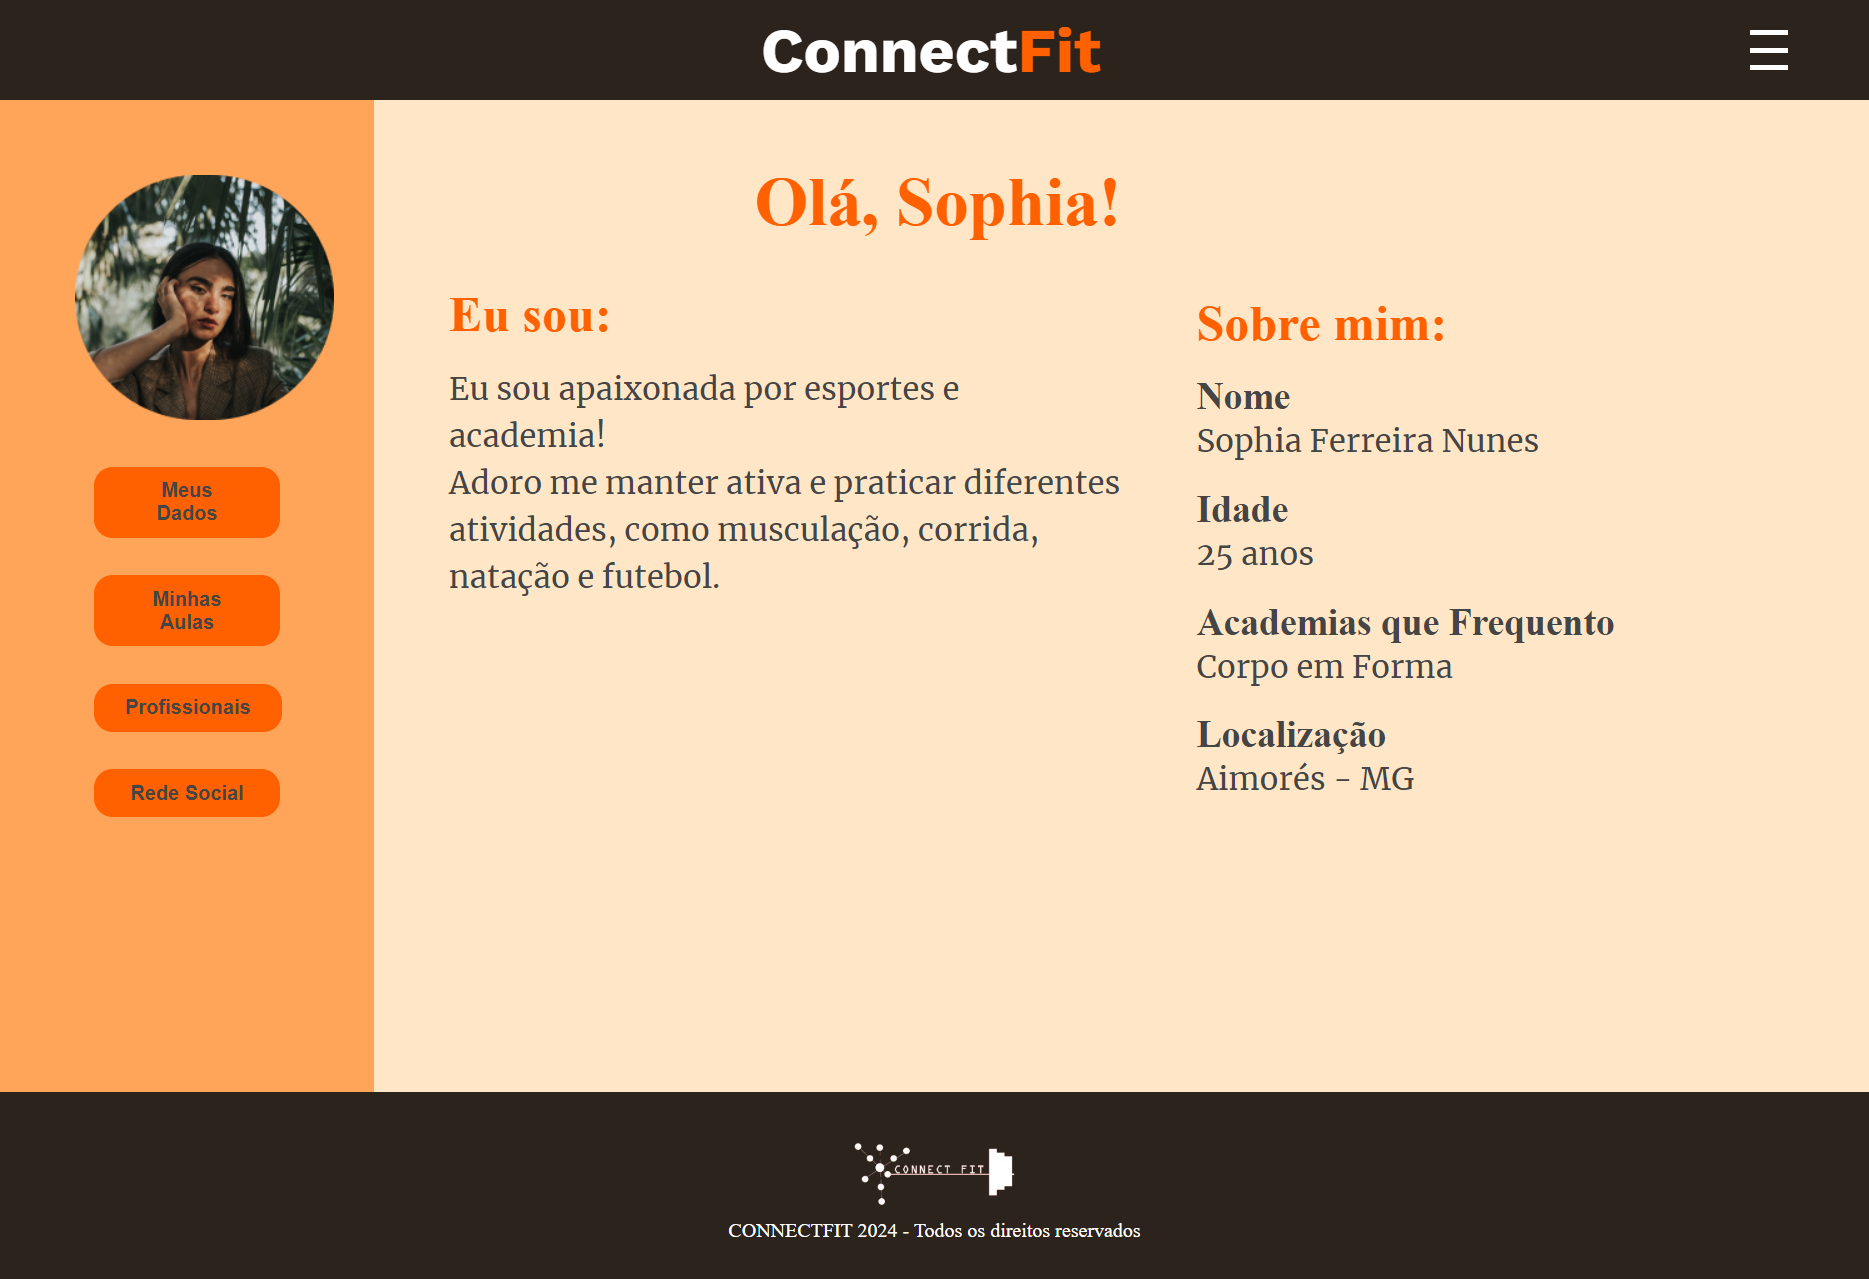 ConnectFit
Olá, Sophia!
Meus
Dados
Minhas
Aulas
Profissionais
Rede Social
Eu sou:
Eu sou apaixonada por esportes e
academia!
Adoro me manter ativa e praticar diferentes
atividades, como musculação, corrida,
natação e futebol.
Sobre mim:
Nome
Sophia Ferreira Nunes
Idade
25 anos
Academias que Frequento
Corpo em Forma
Localização
Aimorés - MG
CONNECT FIT
CONNECTFIT 2024 - Todos os direitos reservados